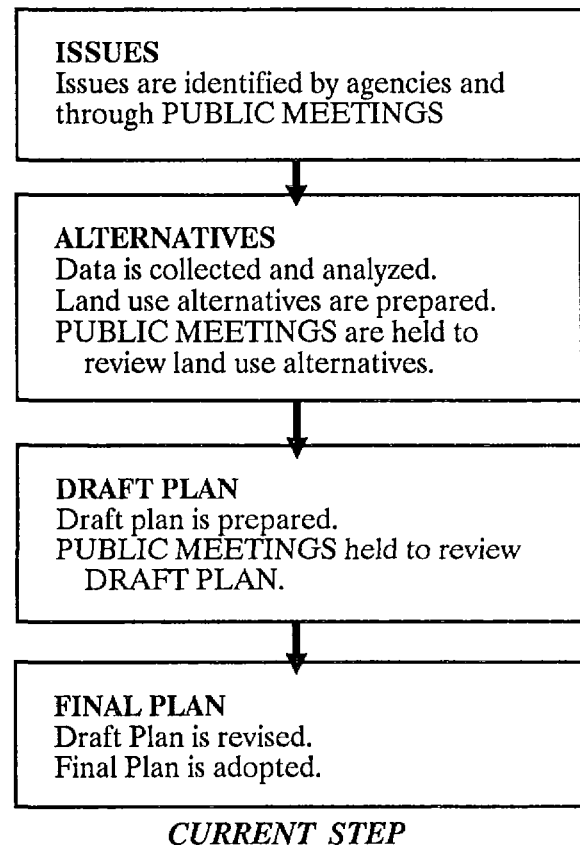 ISSUES
Issues are identified by agencies and
through PUBLIC MEETINGS
ALTERNATIVES
Data is collected and analyzed.
Land use alternatives are prepared.
PUBLIC MEETINGS are held to
review land use alternatives.
DRAFT PLAN
Draft plan is prepared.
PUBLIC MEETINGS held to review
DRAFT PLAN.
FINAL PLAN
Draft Plan is revised.
Final Plan is adopted.
CURRENT STEP